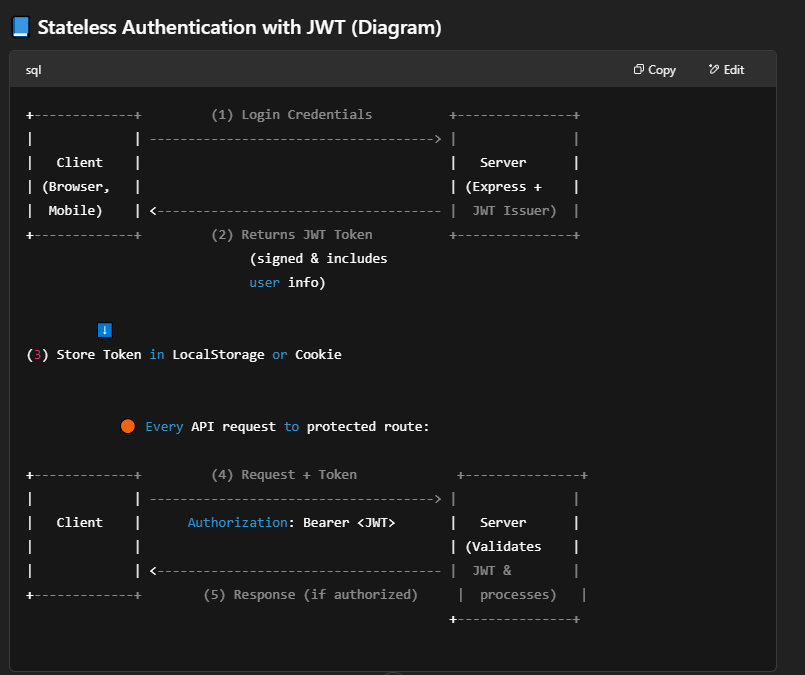 📘 Stateless Authentication with JWT (Diagram)
sql
Copy
Edit
+-------------+         (1) Login Credentials          +---------------+
|             | -------------------------------------> |               |
|   Client    |                                        |   Server      |
| (Browser,   |                                        | (Express +    |
|  Mobile)    | <------------------------------------- |  JWT Issuer)  |
+-------------+         (2) Returns JWT Token          +---------------+
                             (signed & includes
                             user info)
         ⬇️
(3) Store Token in LocalStorage or Cookie
            🟠 Every API request to protected route:
+-------------+         (4) Request + Token             +---------------+
|             | -------------------------------------> |               |
|   Client    |      Authorization: Bearer <JWT>       |   Server      |
|             |                                        | (Validates    |
|             | <------------------------------------- |  JWT &        |
+-------------+        (5) Response (if authorized)     |  processes)   |
                                                       +---------------+